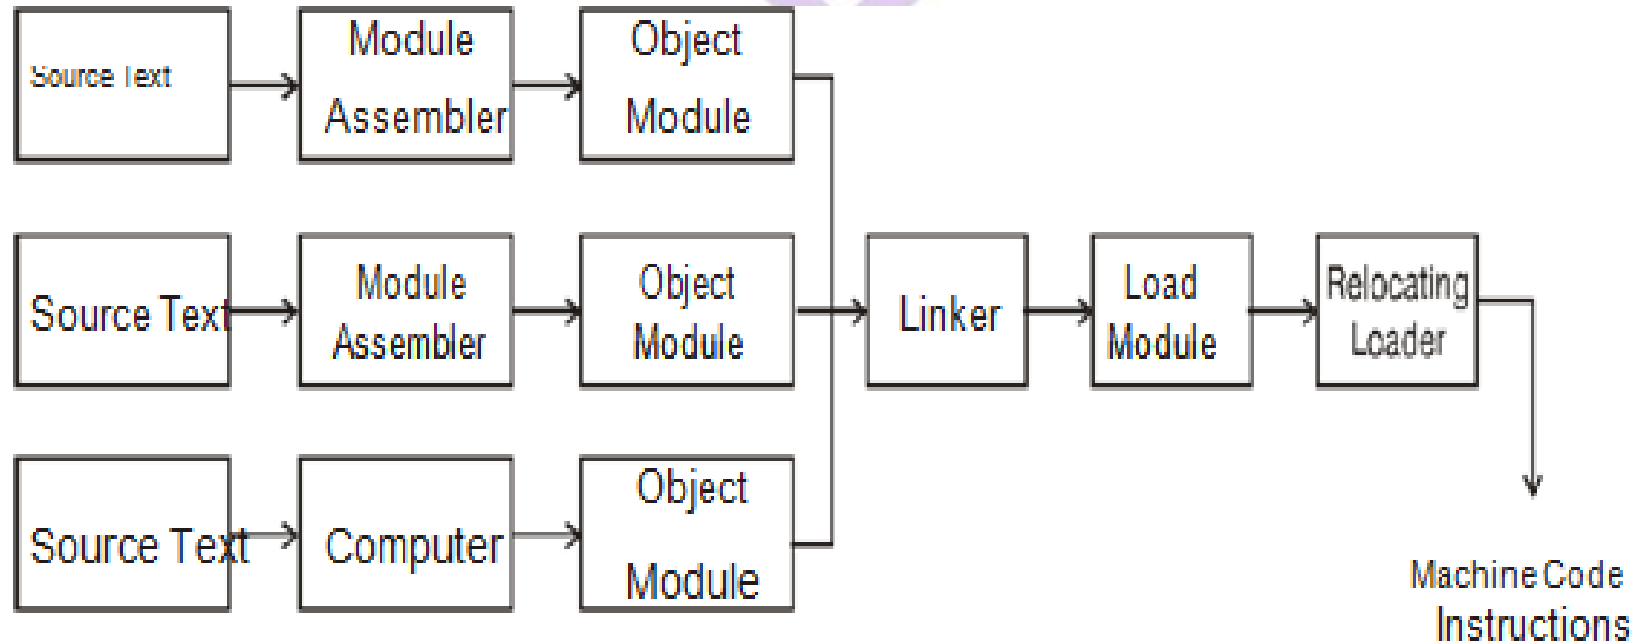 Source Text
Module
Assembler
Object
Module
Source Text
Module
Assembler
Object
Module
Linker
Load
Module
Relocating
Loader
Source Text
Computer
Object
Module
Machine Code
Instructions